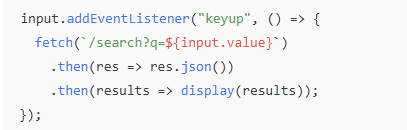 input.addEventListener("keyup", () => {
  fetch(`/search?q=${input.value}`)
    .then(res => res.json())
    .then(results => display(results));
});